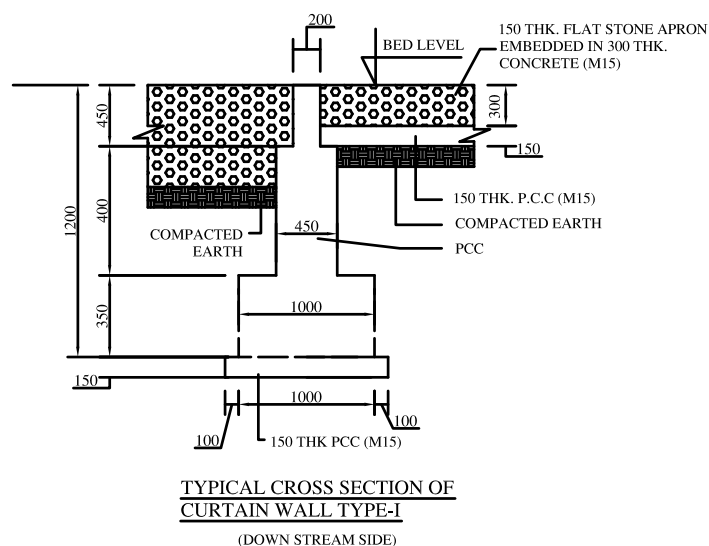 200
150 THK. FLAT STONE APRON
EMBEDDED IN 300 THK.
CONCRETE (M15)
BED LEVEL
450
300
150
1200
400
150 THK. P.C.C (M15)
COMPACTED EARTH
COMPACTED
EARTH
450
PCC
350
1000
150
1000
100
100
150 THK PCC (M15)
TYPICAL CROSS SECTION OF
CURTAIN WALL TYPE-I
(DOWN STREAM SIDE)